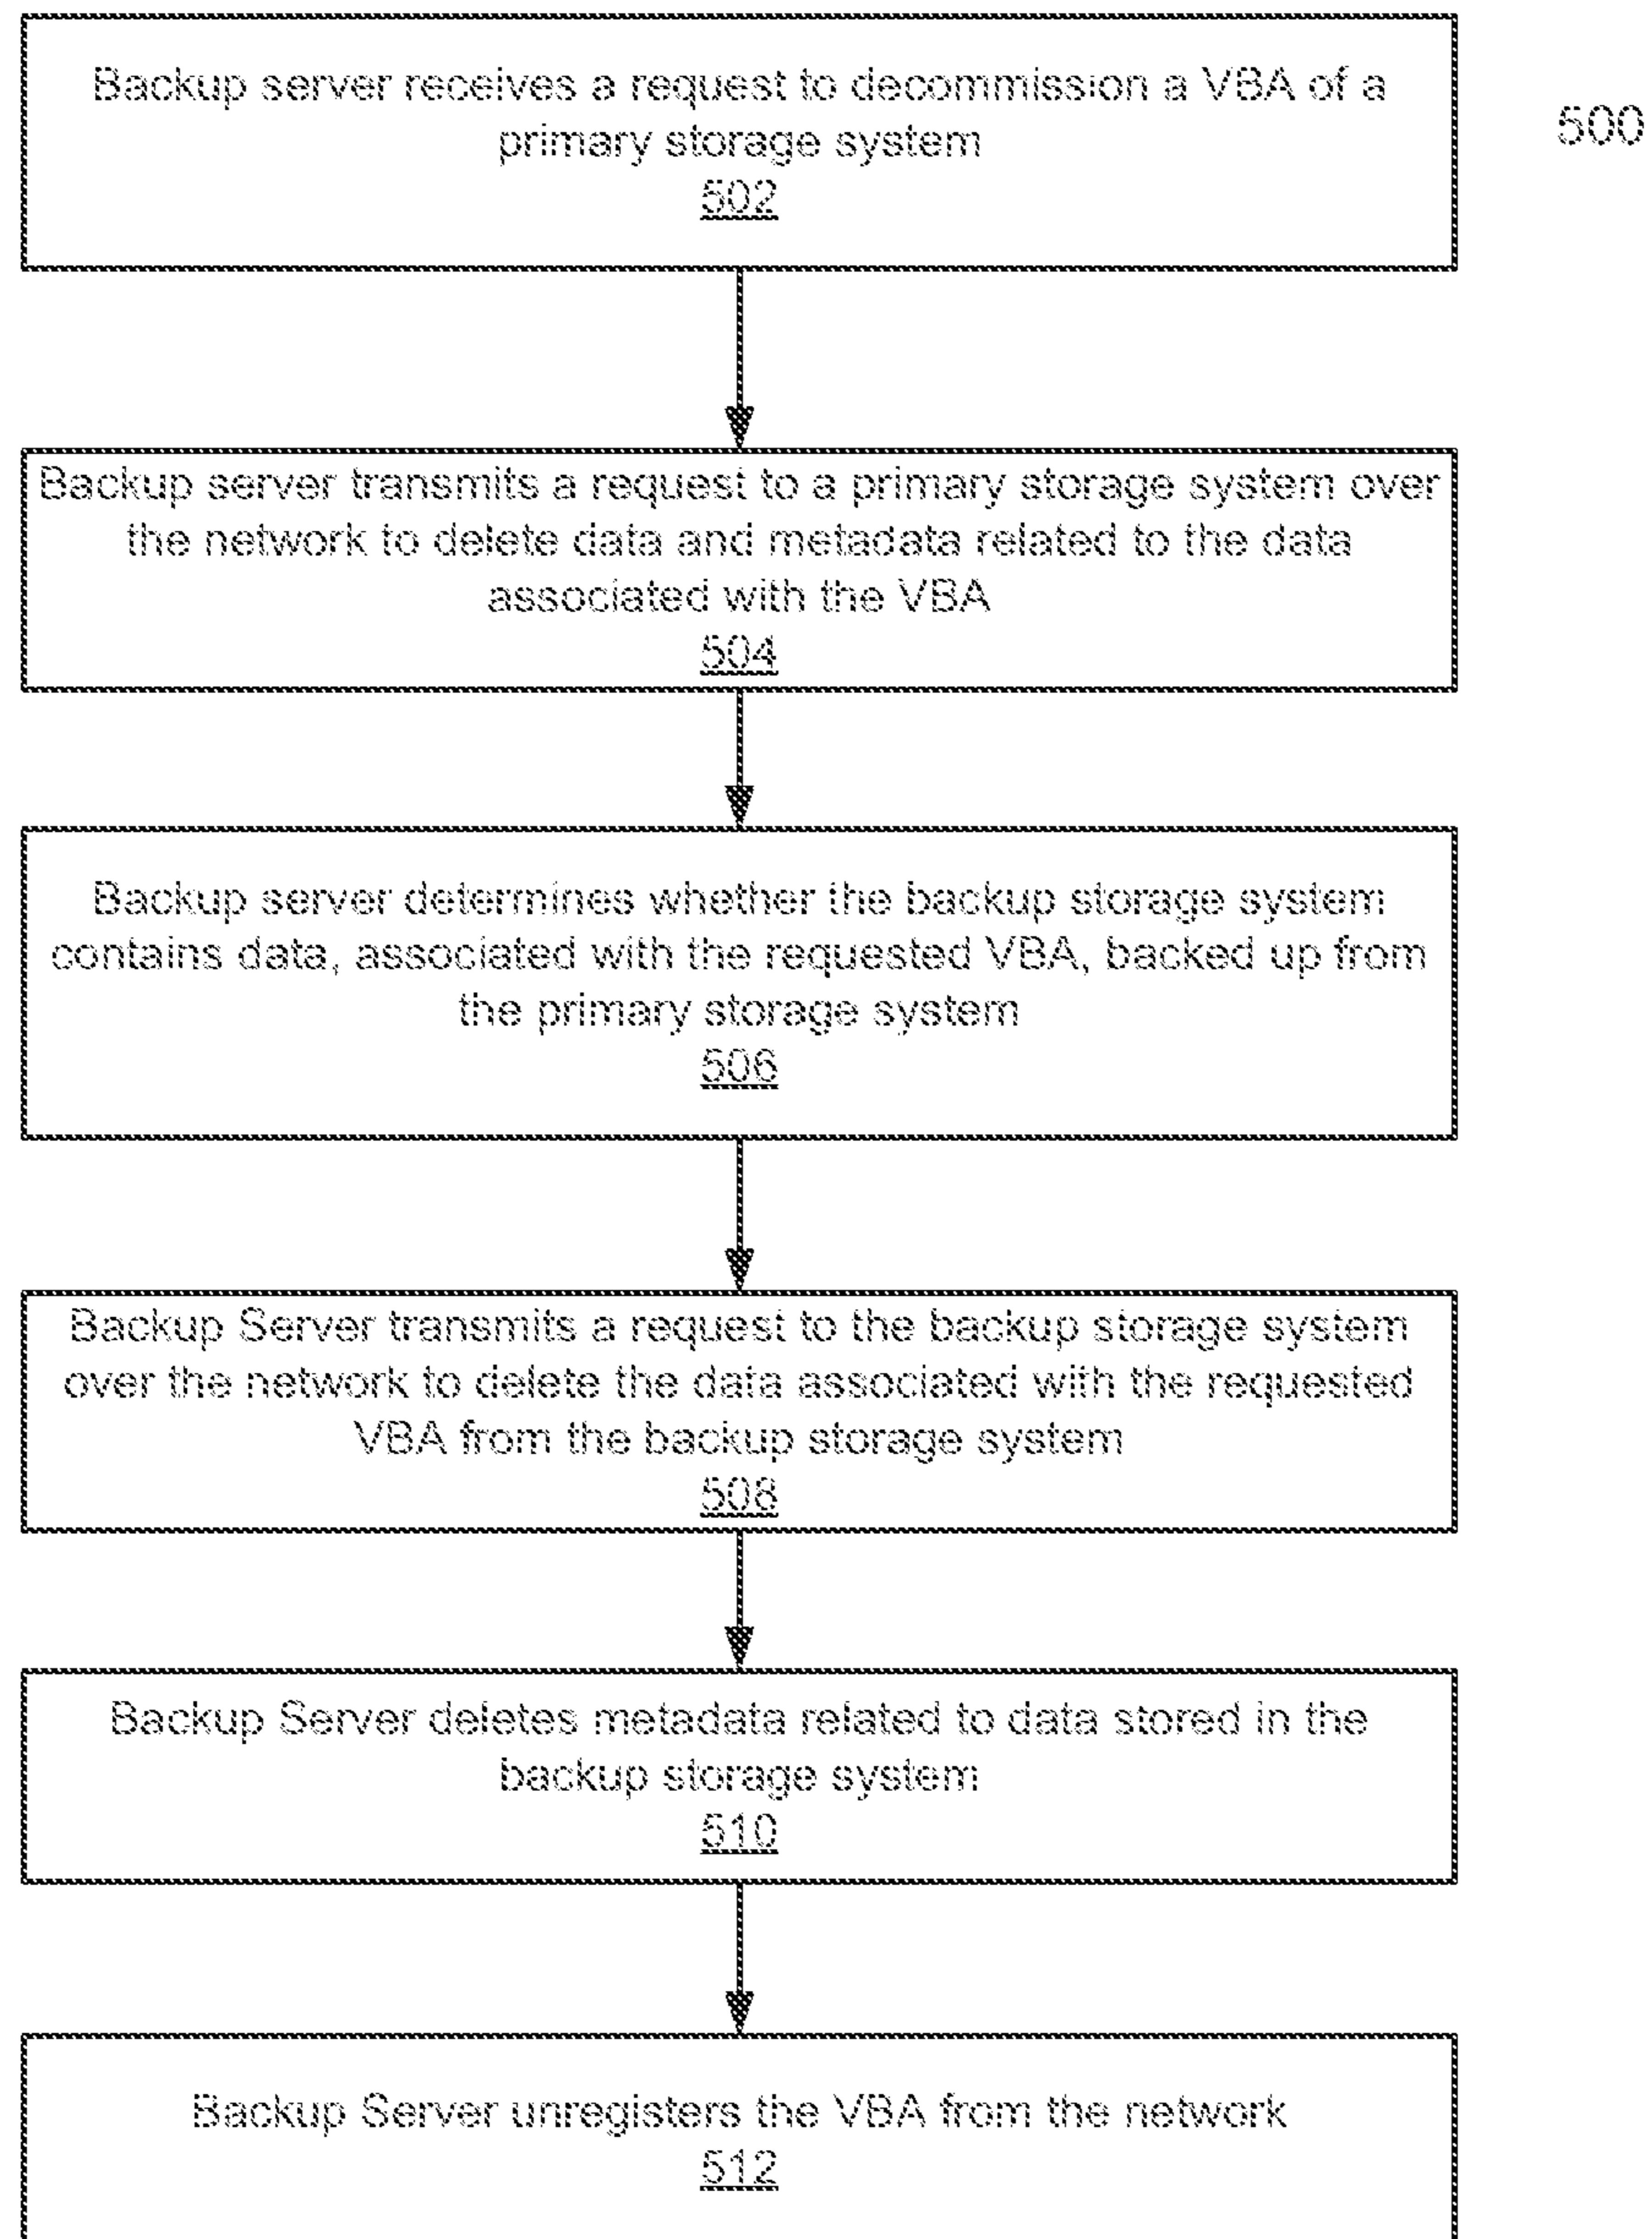 Backup server receives a request to decommission a VBA of a
primary storage system
502
500
Backup server transmits a request to a primary storage system over
the network to delete data and metadata related to the data
associated with the VBA
504
Backup server determines whether the backup storage system
contains data, associated with the requested VBA, backed up from
the primary storage system
506
Backup Server transmits a request to the backup storage system
over the network to delete the data associated with the requested
VBA from the backup storage system
508
Backup Server deletes metadata related to data stored in the
backup storage system
510
Backup Server unregisters the VBA from the network
512